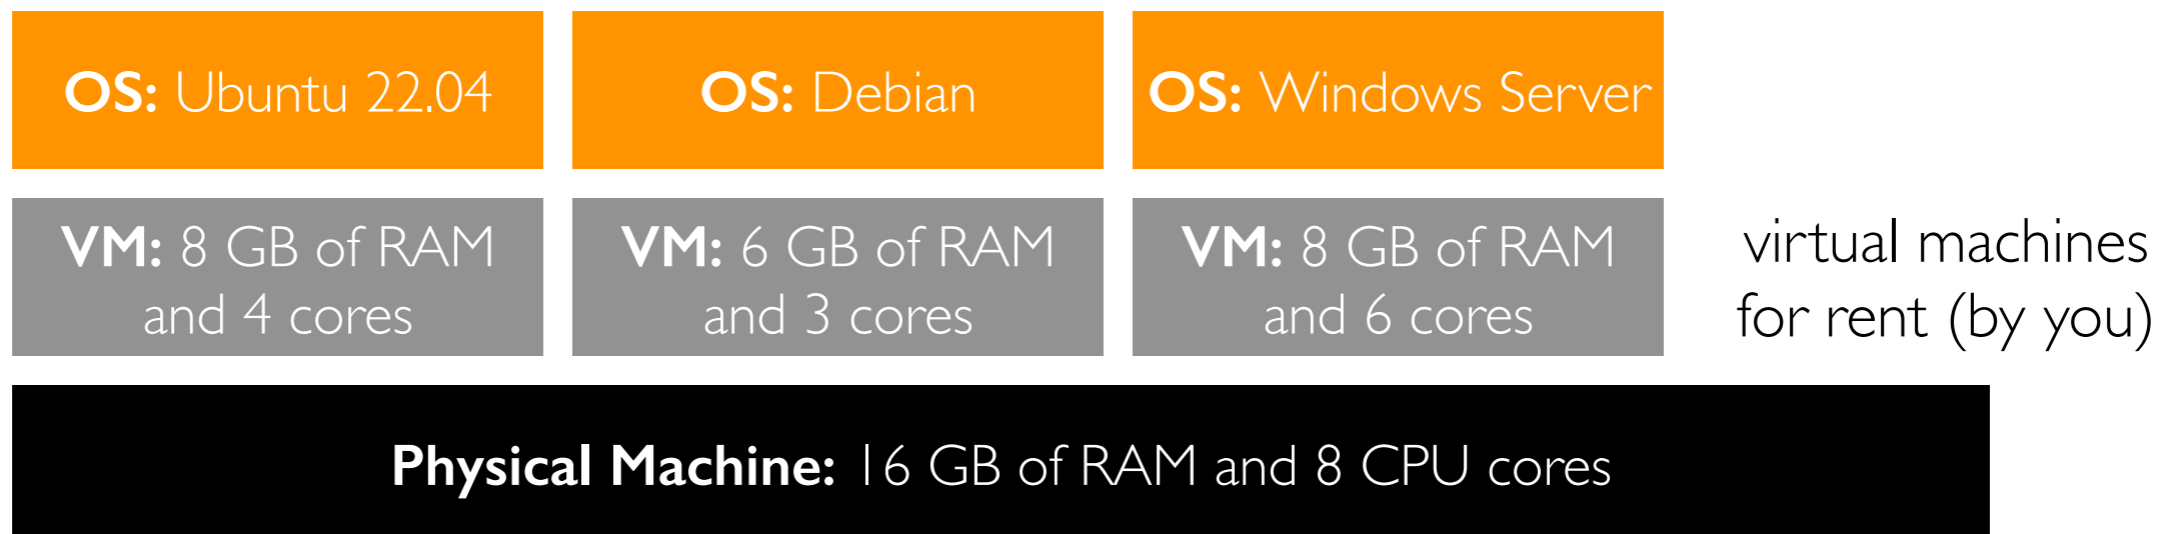 OS: Ubuntu 22.04
OS: Debian
OS: Windows Server
VM: 8 GB of RAM
and 4 cores
VM: 6 GB of RAM
and 3 cores
VM: 8 GB of RAM
and 6 cores
virtual machines
for rent (by you)
Physical Machine: 16 GB of RAM and 8 CPU cores